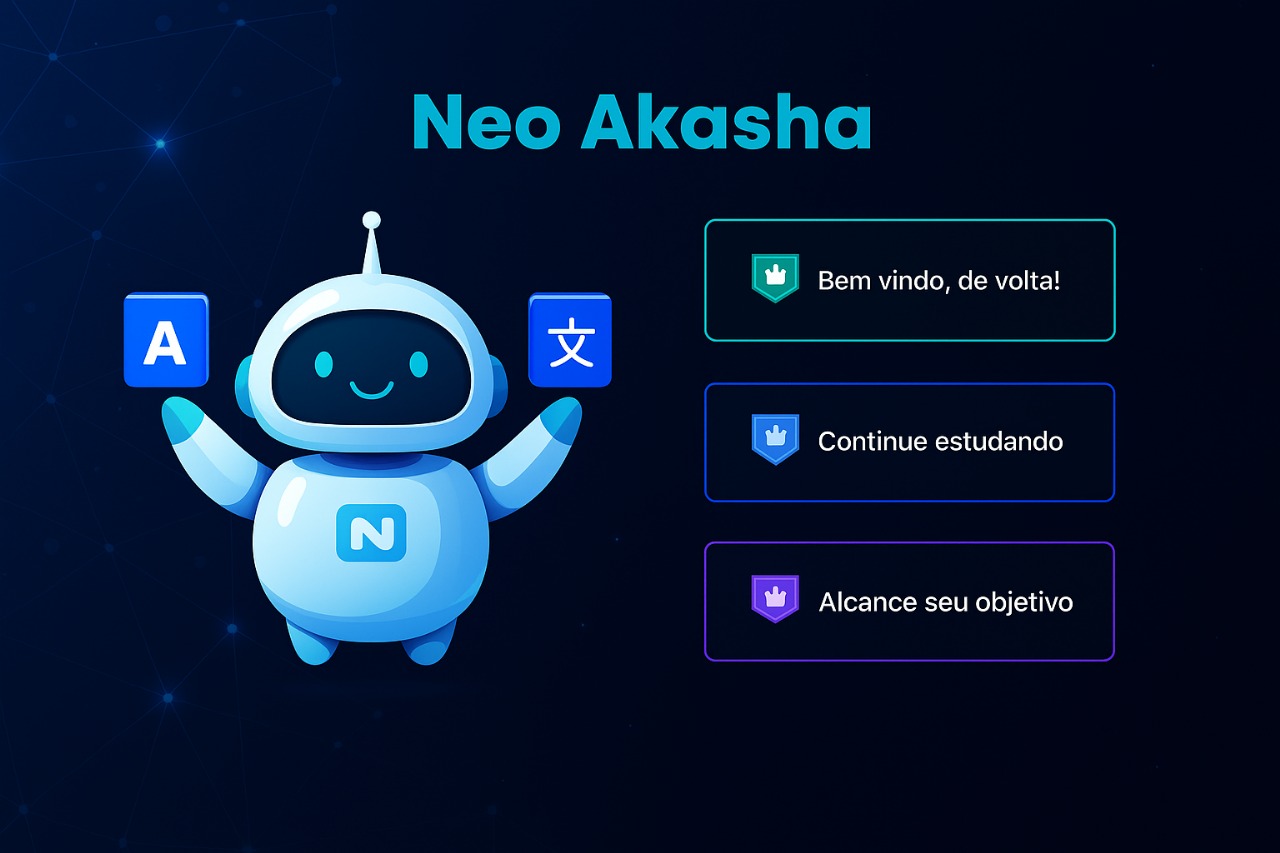 Neo Akasha
A
文
N
Bem vindo, de volta!
Continue estudando
Alcance seu objetivo